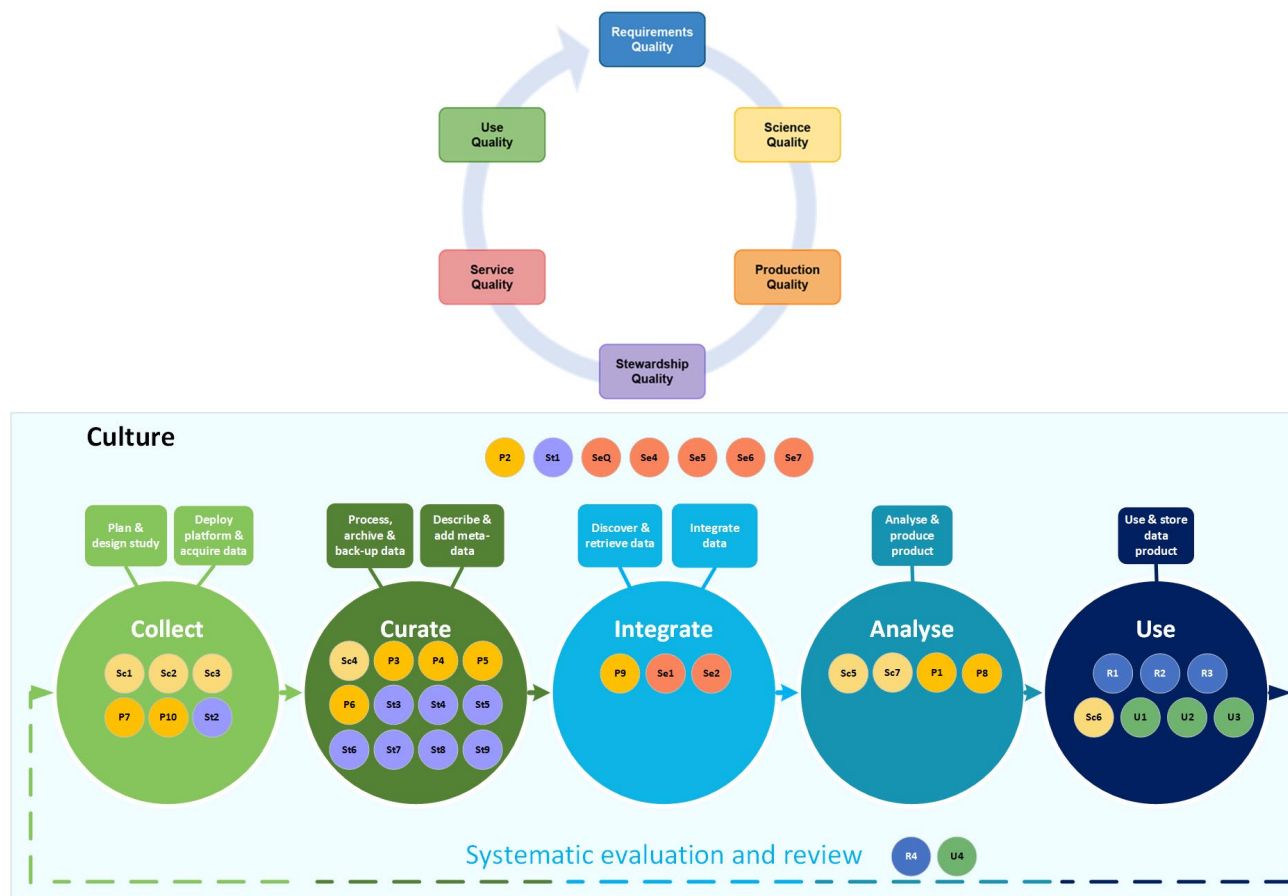 Requirements
Quality
Use
Quality
Science
Quality
Service
Quality
Production
Quality
Stewardship
Quality
Culture
P2 St1 SeQ Se4 Se5 Se6 Se7
Plan &
design study
Deploy
platform &
acquire data
Process,
archive &
back-up data
Describe &
add meta-
data
Discover &
retrieve data
Integrate
data
Analyse &
produce
product
Use & store
data
product
Collect
Sc1 Sc2 Sc3
P7 P10 St2
Curate
Sc4 P3 P4 P5
P6 St3 St4 St5
St6 St7 St8 St9
Integrate
P9 Se1 Se2
Analyse
Sc5 Sc7 P1 P8
Use
R1 R2 R3
Sc6 U1 U2 U3
Systematic evaluation and review R4 U4